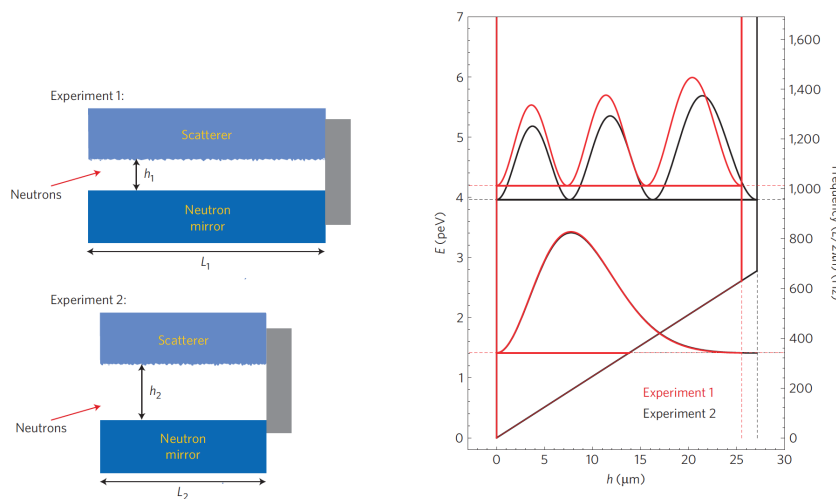 Experiment 1:
Scatterer
h₁
Neutrons
Neutron
mirror
L₁
Experiment 2:
Scatterer
h₂
Neutrons
Neutron
mirror
L₂
7
6
5
4
3
2
1
0
E (peV)
1,600
1,400
1,200
1,000
800
600
400
200
0
Experiment 1
Experiment 2
0
5
10
15
20
25
30
h (μm)